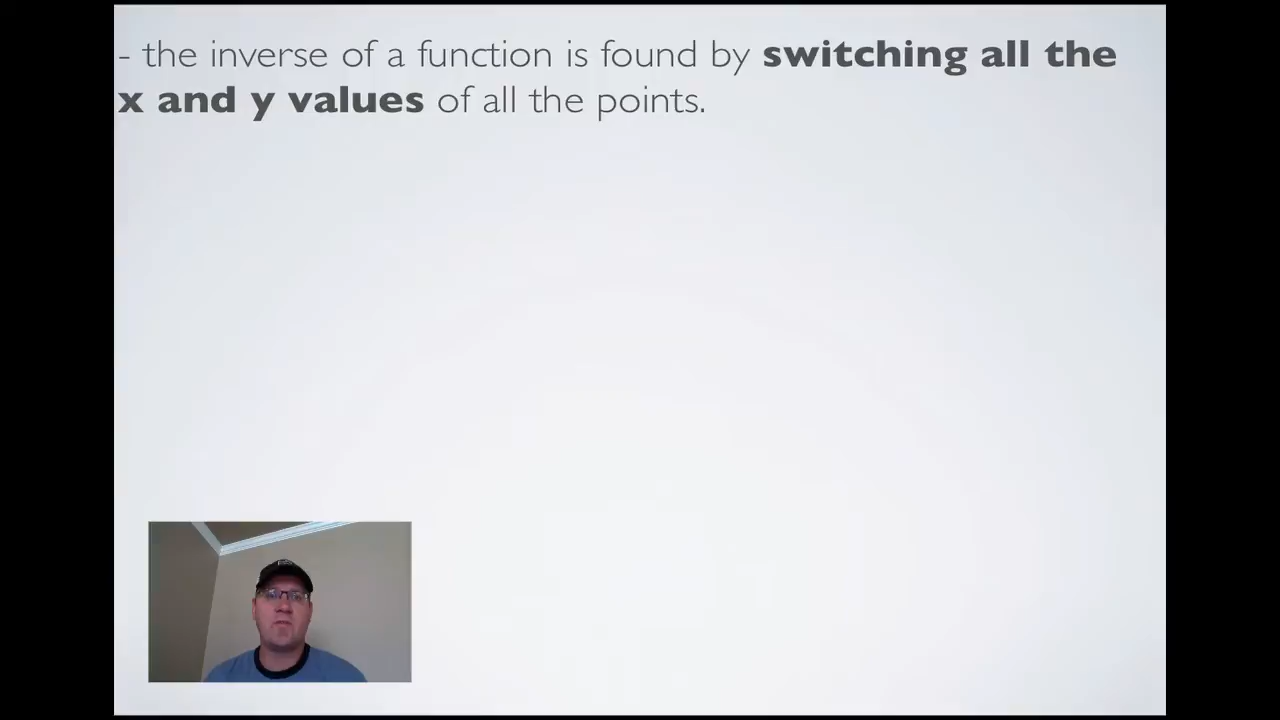 - the inverse of a function is found by switching all the
x and y values of all the points.